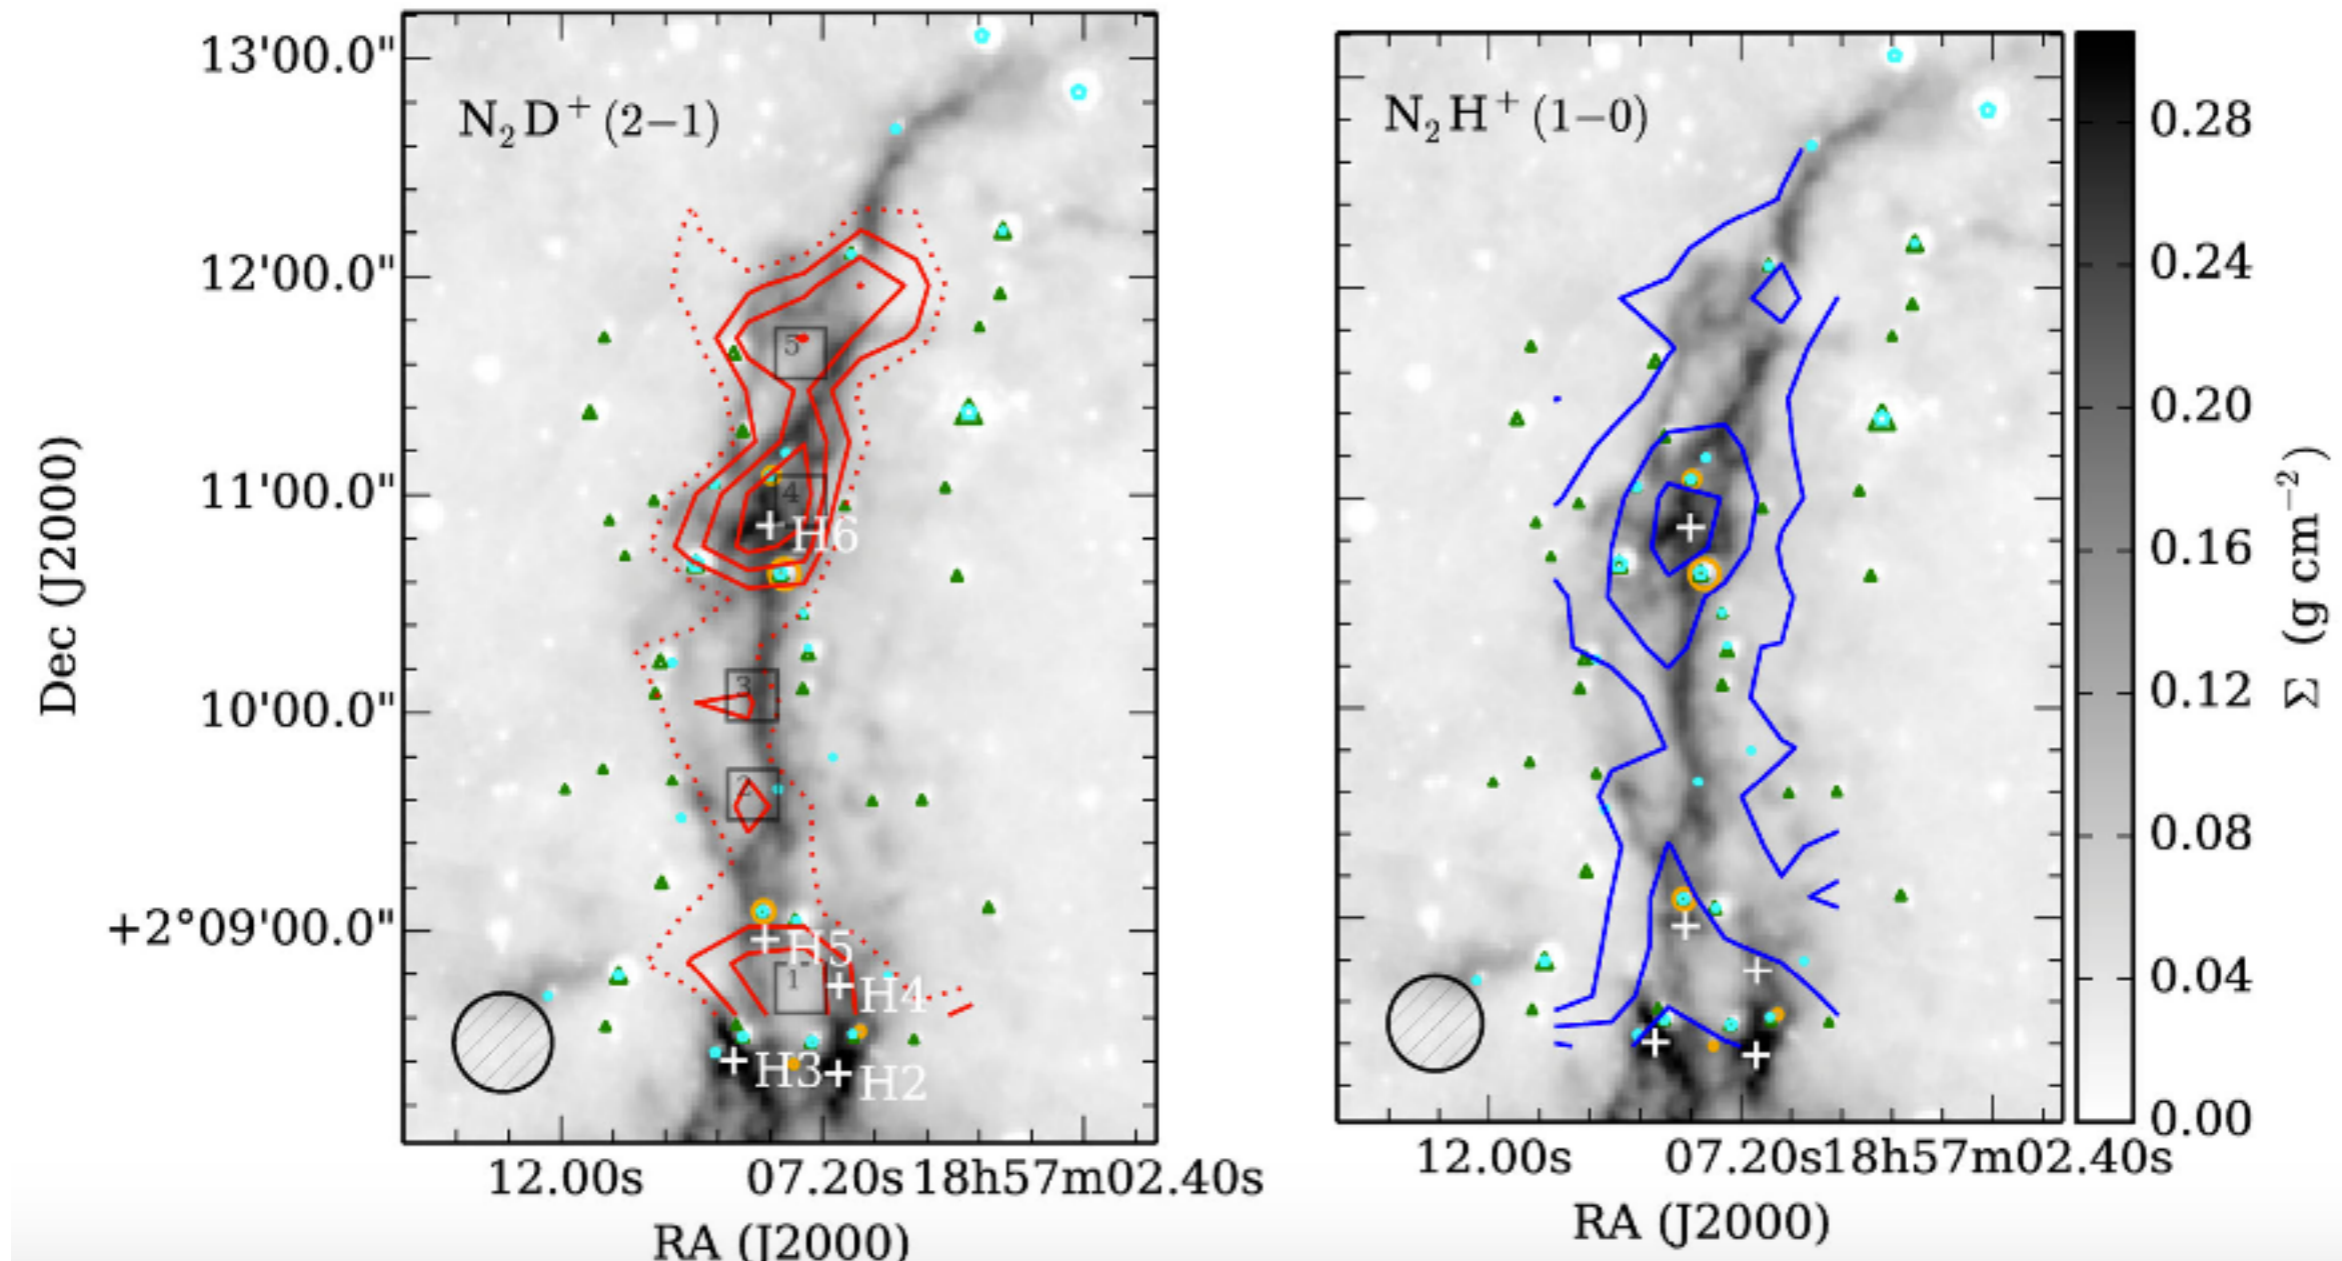 N₂D⁺(2−1)
13'00.0"
12'00.0"
11'00.0"
10'00.0"
+2°09'00.0"
Dec (J2000)
5
4
H6
3
2
H5
1
H4
H3
H2
12.00s
07.20s
18h57m02.40s
RA (J2000)
N₂H⁺(1−0)
12.00s
07.20s
18h57m02.40s
RA (J2000)
0.28
0.24
0.20
0.16
0.12
0.08
0.04
0.00
Σ (g cm⁻²)